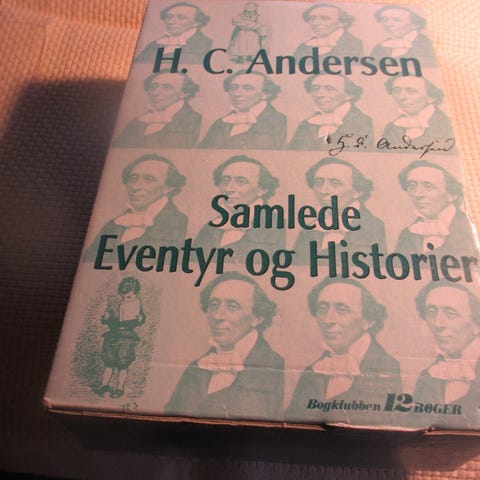 H. C. Andersen
H. C. Andersen
Samlede
Eventyr og Historier
Bogklubben 12 BØGER